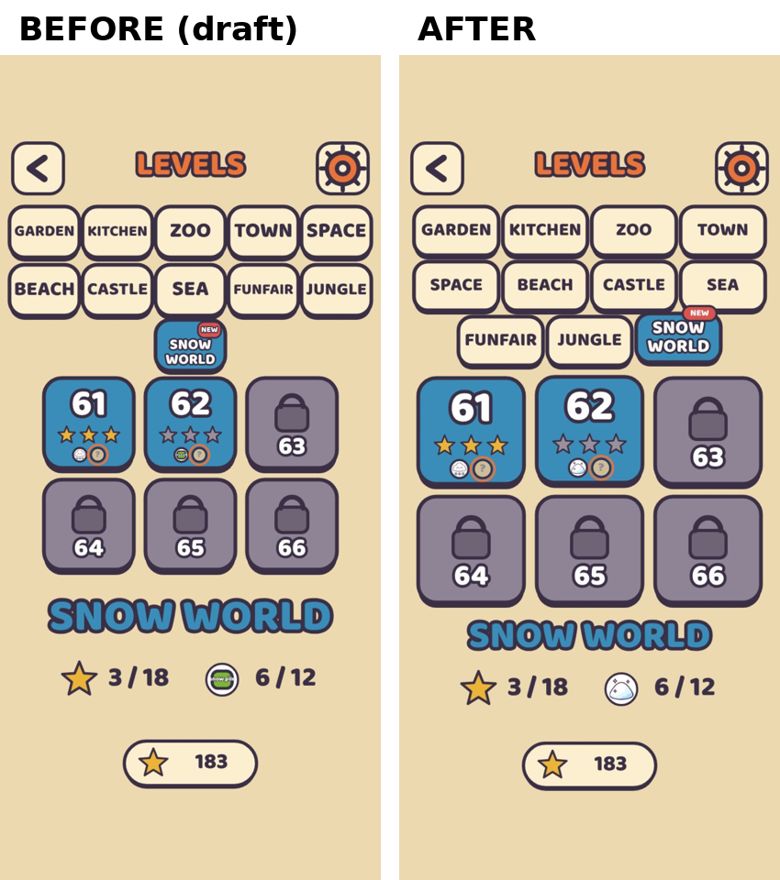 BEFORE (draft)
LEVELS
GARDEN KITCHEN ZOO TOWN SPACE
BEACH CASTLE SEA FUNFAIR JUNGLE
NEW
SNOW
WORLD
61 62 63
? ?
64 65 66
SNOW WORLD
3 / 18 6 / 12
183
AFTER
LEVELS
GARDEN KITCHEN ZOO TOWN
SPACE BEACH CASTLE SEA
NEW
FUNFAIR JUNGLE SNOW
WORLD
61 62 63
? ?
64 65 66
SNOW WORLD
3 / 18 6 / 12
183